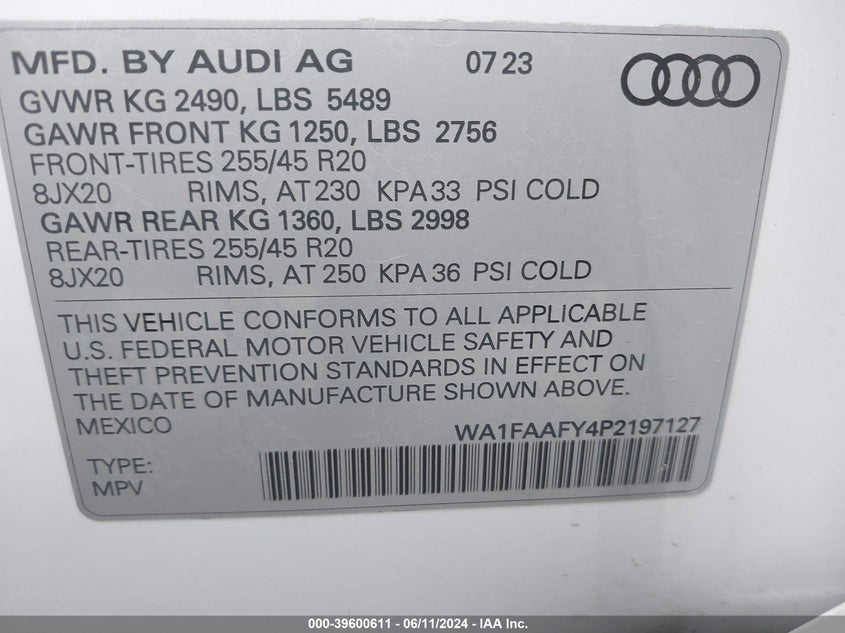 MFD. BY AUDI AG 07 23
GVWR KG 2490, LBS 5489
GAWR FRONT KG 1250, LBS 2756
FRONT-TIRES 255/45 R20
8JX20 RIMS, AT 230 KPA 33 PSI COLD
GAWR REAR KG 1360, LBS 2998
REAR-TIRES 255/45 R20
8JX20 RIMS, AT 250 KPA 36 PSI COLD
THIS VEHICLE CONFORMS TO ALL APPLICABLE
U.S. FEDERAL MOTOR VEHICLE SAFETY AND
THEFT PREVENTION STANDARDS IN EFFECT ON
THE DATE OF MANUFACTURE SHOWN ABOVE.
MEXICO WA1FAAFY4P2197127
TYPE:
MPV
000-39600611 - 06/11/2024 - IAA Inc.